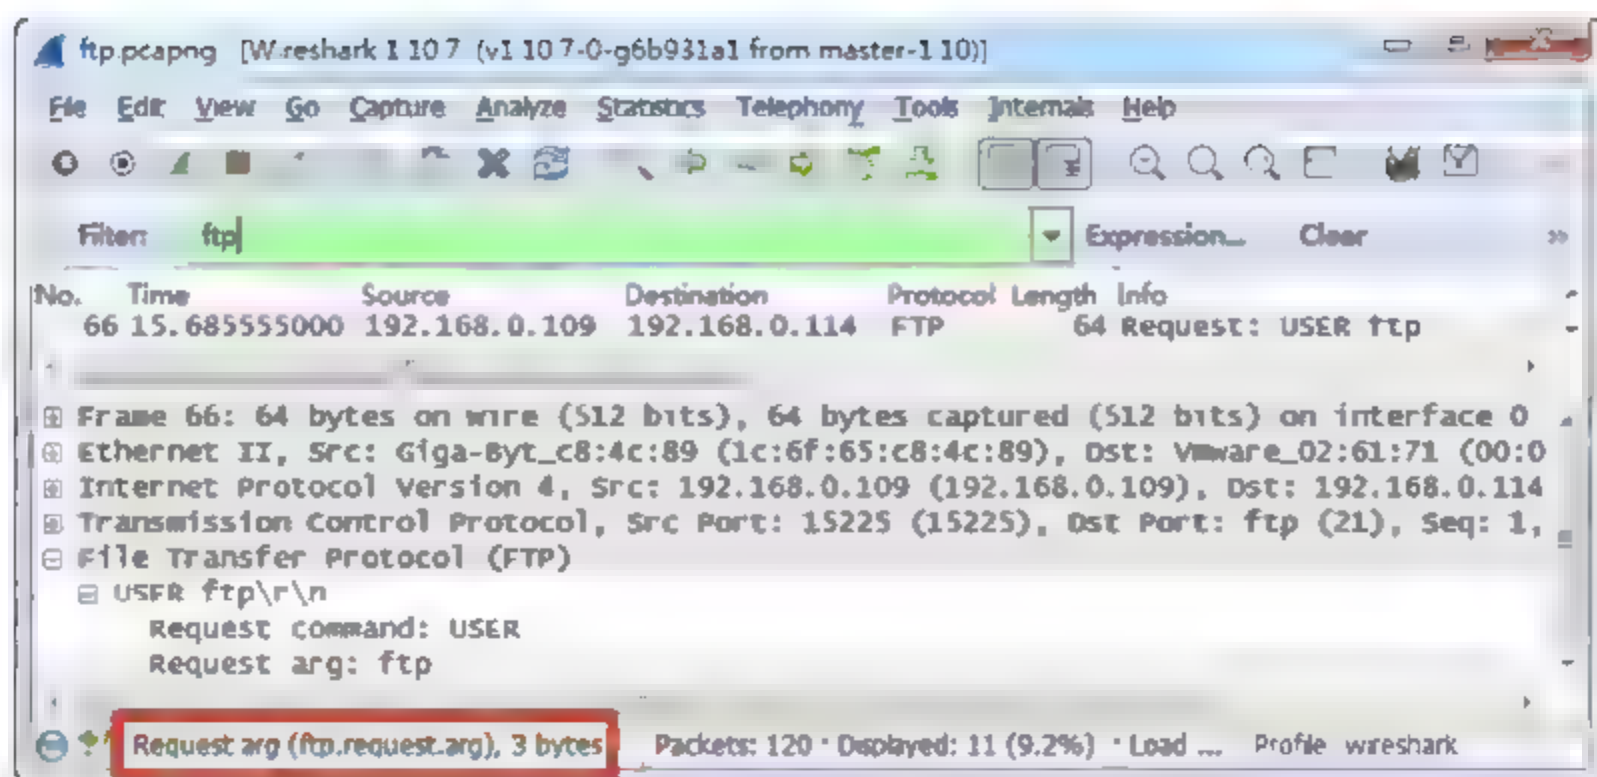 ftp.pcapng [Wireshark 1 10 7 (v1 10 7-0-g6b931a1 from master-1 10)]
File Edit View Go Capture Analyze Statistics Telephony Tools Internals Help
Filter: ftp Expression... Clear »
No. Time Source Destination Protocol Length Info
66 15.685555000 192.168.0.109 192.168.0.114 FTP 64 Request: USER ftp
Frame 66: 64 bytes on wire (512 bits), 64 bytes captured (512 bits) on interface 0
Ethernet II, Src: Giga-Byt_c8:4c:89 (1c:6f:65:c8:4c:89), Dst: Vmware_02:61:71 (00:0
Internet Protocol Version 4, Src: 192.168.0.109 (192.168.0.109), Dst: 192.168.0.114
Transmission Control Protocol, Src Port: 15225 (15225), Dst Port: ftp (21), Seq: 1,
File Transfer Protocol (FTP)
USER ftp\r\n
Request command: USER
Request arg: ftp
Request arg (ftp.request.arg), 3 bytes Packets: 120 · Displayed: 11 (9.2%) · Load ... Profile wireshark